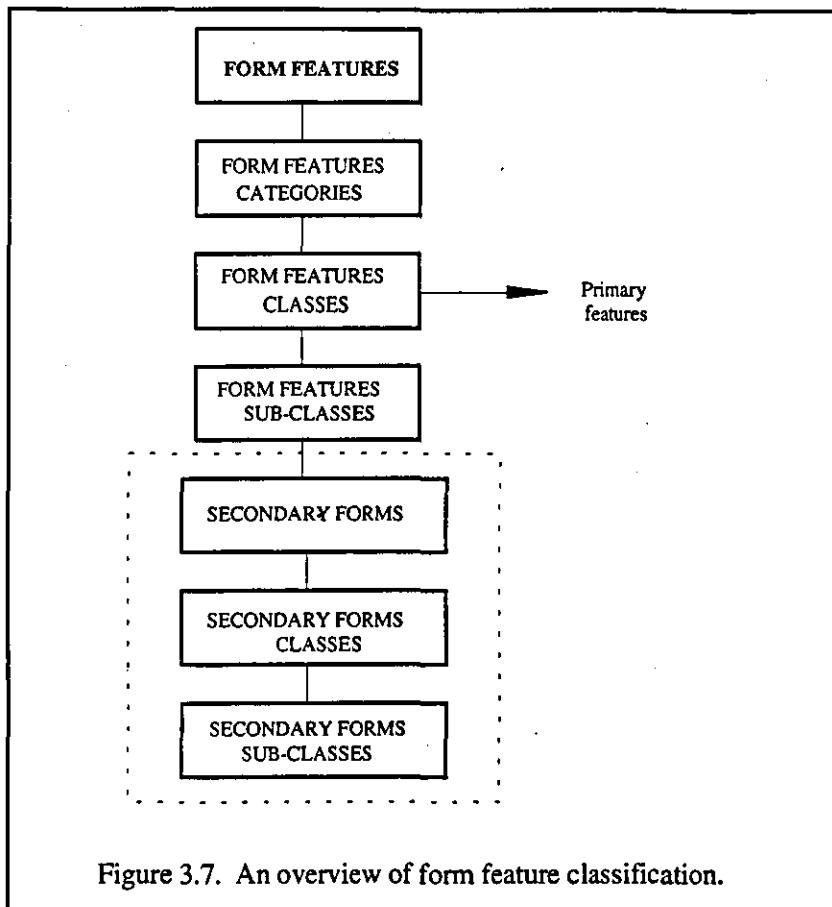 FORM FEATURES
FORM FEATURES
CATEGORIES
FORM FEATURES
CLASSES
Primary
features
FORM FEATURES
SUB-CLASSES
SECONDARY FORMS
SECONDARY FORMS
CLASSES
SECONDARY FORMS
SUB-CLASSES
Figure 3.7. An overview of form feature classification.